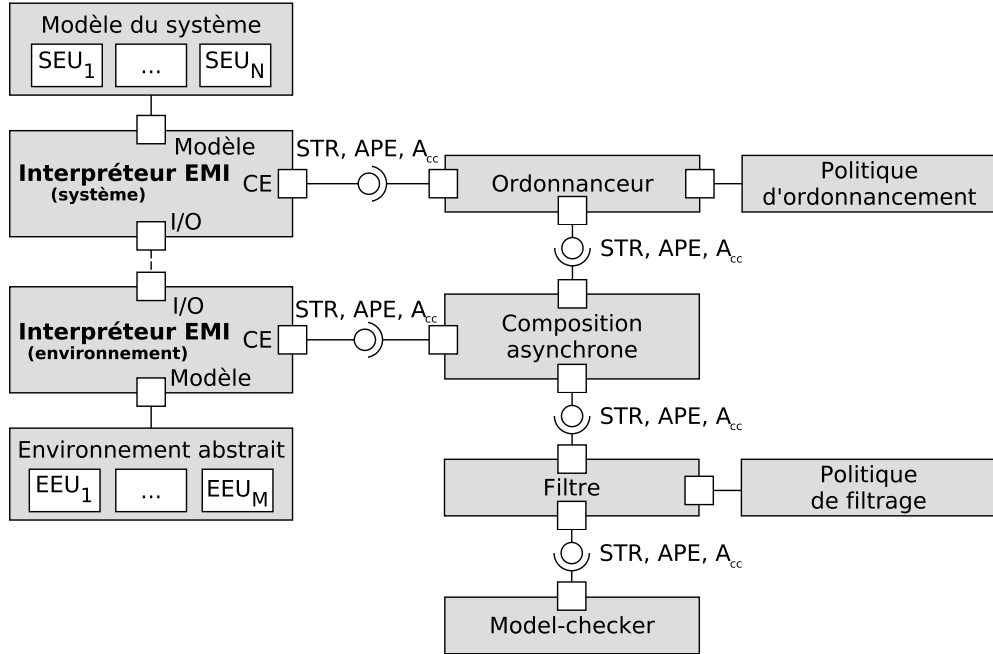 Modèle du système
SEU1 ... SEUN
Modèle
Interpréteur EMI
(système)
CE
I/O
STR, APE, Acc
Ordonnanceur
Politique
d'ordonnancement
STR, APE, Acc
I/O
Interpréteur EMI
(environnement)
CE
Modèle
STR, APE, Acc
Composition
asynchrone
STR, APE, Acc
Environnement abstrait
EEU1 ... EEUM
Filtre
Politique
de filtrage
STR, APE, Acc
Model-checker